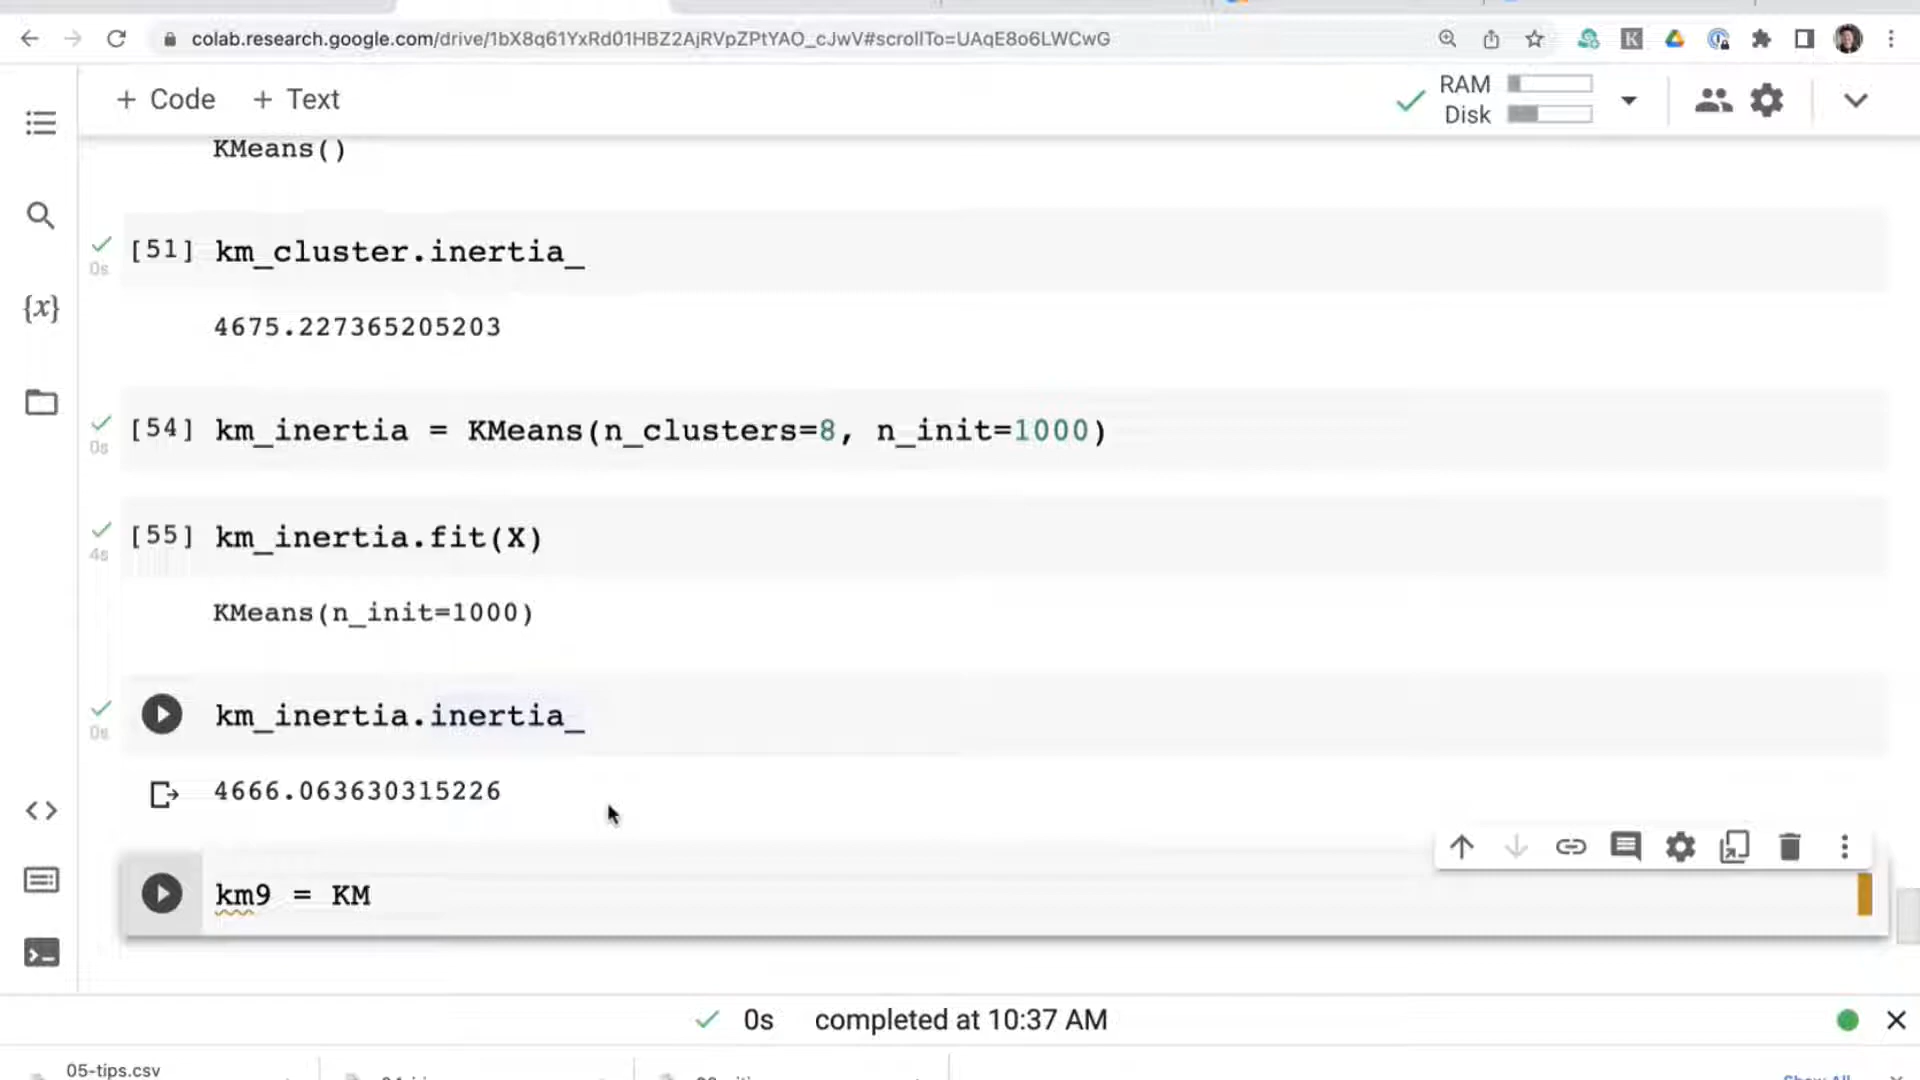 colab.research.google.com/drive/1bX8q61YxRd01HBZ2AjRVpZPtYAO_cJwV#scrollTo=UAqE8o6LWCwG
+ Code + Text
RAM
Disk
KMeans()
[51] km_cluster.inertia_
0s
4675.227365205203
[54] km_inertia = KMeans(n_clusters=8, n_init=1000)
0s
[55] km_inertia.fit(X)
4s
KMeans(n_init=1000)
km_inertia.inertia_
0s
4666.063630315226
km9 = KM
0s completed at 10:37 AM
05-tips.csv
Show All